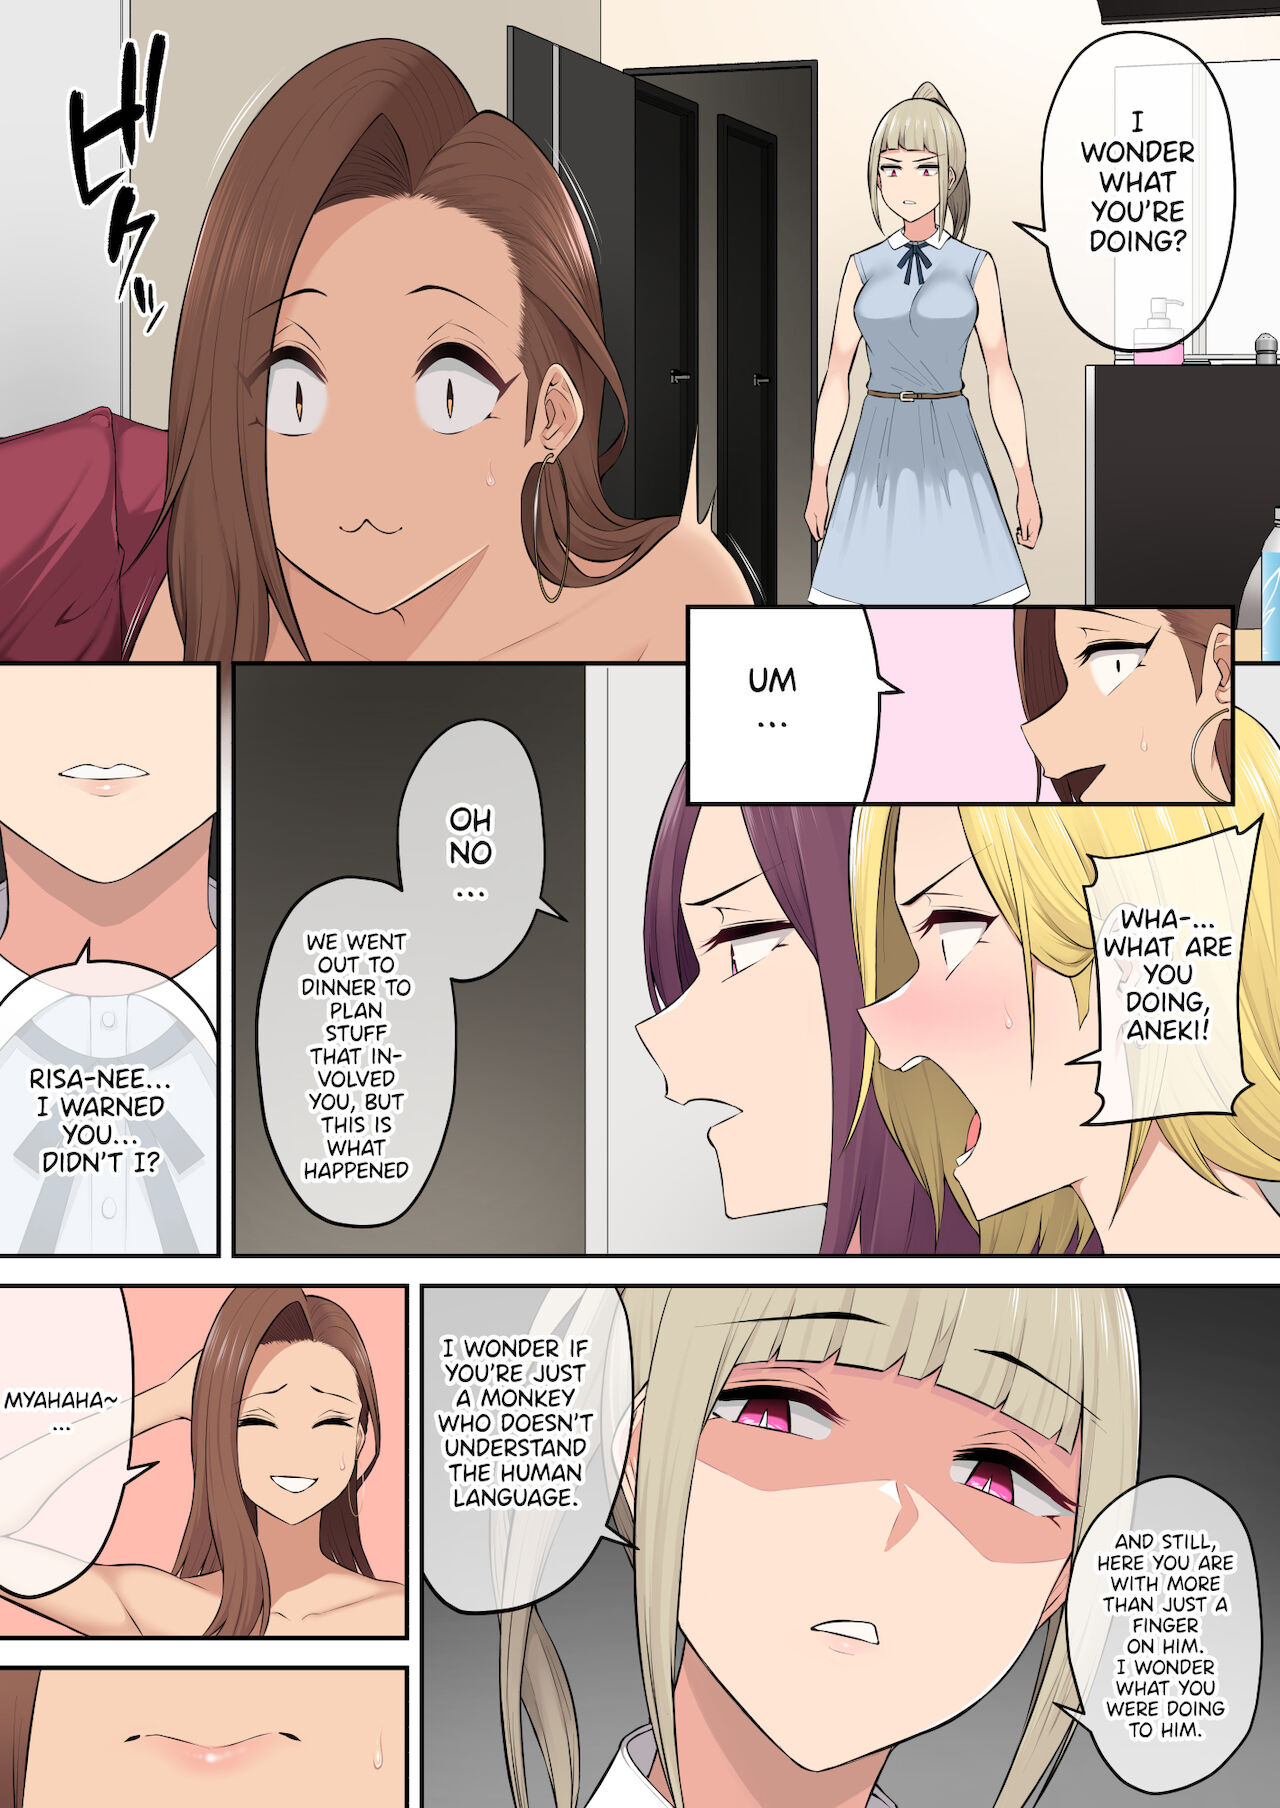 I
WONDER
WHAT
YOU'RE
DOING?
ビクッ
UM
...
WHA-...
WHAT ARE
YOU
DOING,
ANEKI!
OH
NO
...
WE WENT
OUT TO
DINNER TO
PLAN
STUFF
THAT IN-
VOLVED
YOU, BUT
THIS IS
WHAT
HAPPENED
RISA-NEE...
I WARNED
YOU...
DIDN'T I?
I WONDER IF
YOU'RE JUST
A MONKEY
WHO DOESN'T
UNDERSTAND
THE HUMAN
LANGUAGE.
AND STILL,
HERE YOU ARE
WITH MORE
THAN JUST A
FINGER
ON HIM.
I WONDER
WHAT YOU
WERE DOING
TO HIM.
MYAHAHA~
...